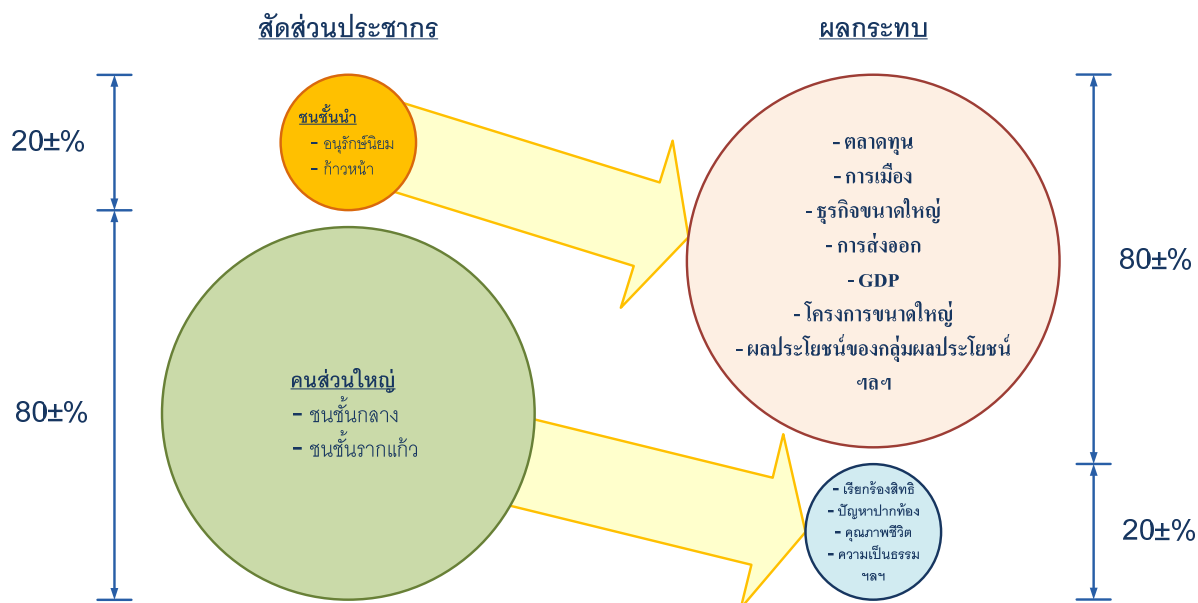 สัดส่วนประชากร
ผลกระทบ
20±%
ชนชั้นนำ
- อนุรักษ์นิยม
- ก้าวหน้า
80±%
คนส่วนใหญ่
- ชนชั้นกลาง
- ชนชั้นรากแก้ว
- ตลาดทุน
- การเมือง
- ธุรกิจขนาดใหญ่
- การส่งออก
- GDP
- โครงการขนาดใหญ่
- ผลประโยชน์ของกลุ่มผลประโยชน์
ฯลฯ
80±%
- เรียกร้องสิทธิ
- ปัญหาปากท้อง
- คุณภาพชีวิต
- ความเป็นธรรม
ฯลฯ
20±%